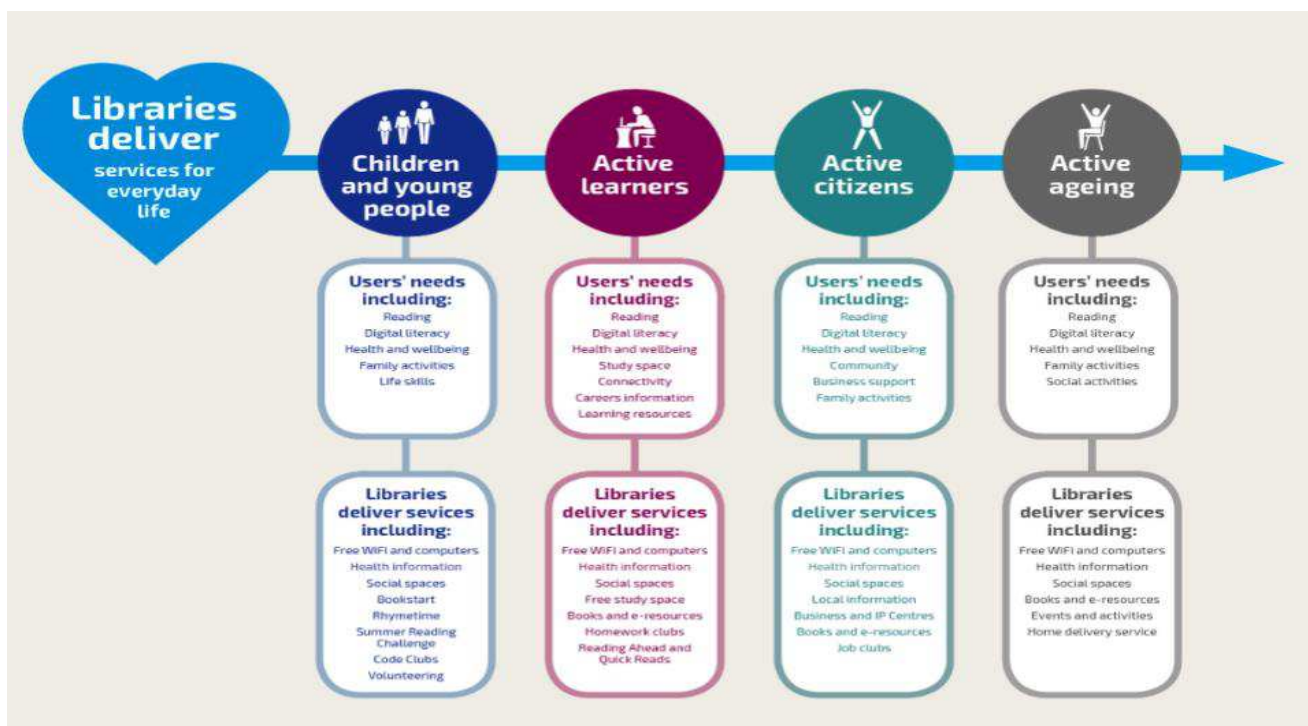 Libraries
deliver
services for
everyday
life
Children
and young
people
Active
learners
Active
citizens
Active
ageing
Users' needs
including:
Reading
Digital literacy
Health and wellbeing
Family activities
Life skills
Users' needs
including:
Reading
Digital literacy
Health and wellbeing
Study space
Connectivity
Careers information
Learning resources
Users' needs
including:
Reading
Digital literacy
Health and wellbeing
Community
Business support
Family activities
Users' needs
including:
Reading
Digital literacy
Health and wellbeing
Family activities
Social activities
Libraries
deliver sevices
including:
Free WiFi and computers
Health information
Social spaces
Bookstart
Rhymetime
Summer Reading
Challenge
Code Clubs
Volunteering
Libraries
deliver services
including:
Free WiFi and computers
Health information
Social spaces
Free study space
Books and e-resources
Homework clubs
Reading Ahead and
Quick Reads
Libraries
deliver services
including:
Free WiFi and computers
Health information
Social spaces
Local information
Business and IP Centres
Books and e-resources
Job clubs
Libraries
deliver services
including:
Free WiFi and computers
Health information
Social spaces
Books and e-resources
Events and activities
Home delivery service